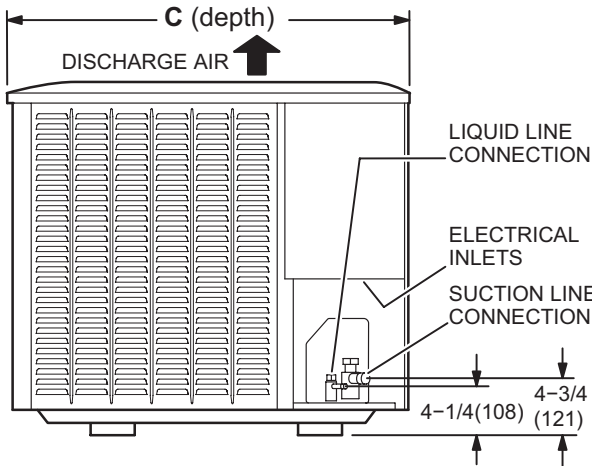 C (depth)
DISCHARGE AIR
LIQUID LINE
CONNECTION
ELECTRICAL
INLETS
SUCTION LINE
CONNECTION
4–3/4
(121)
4–1/4(108)